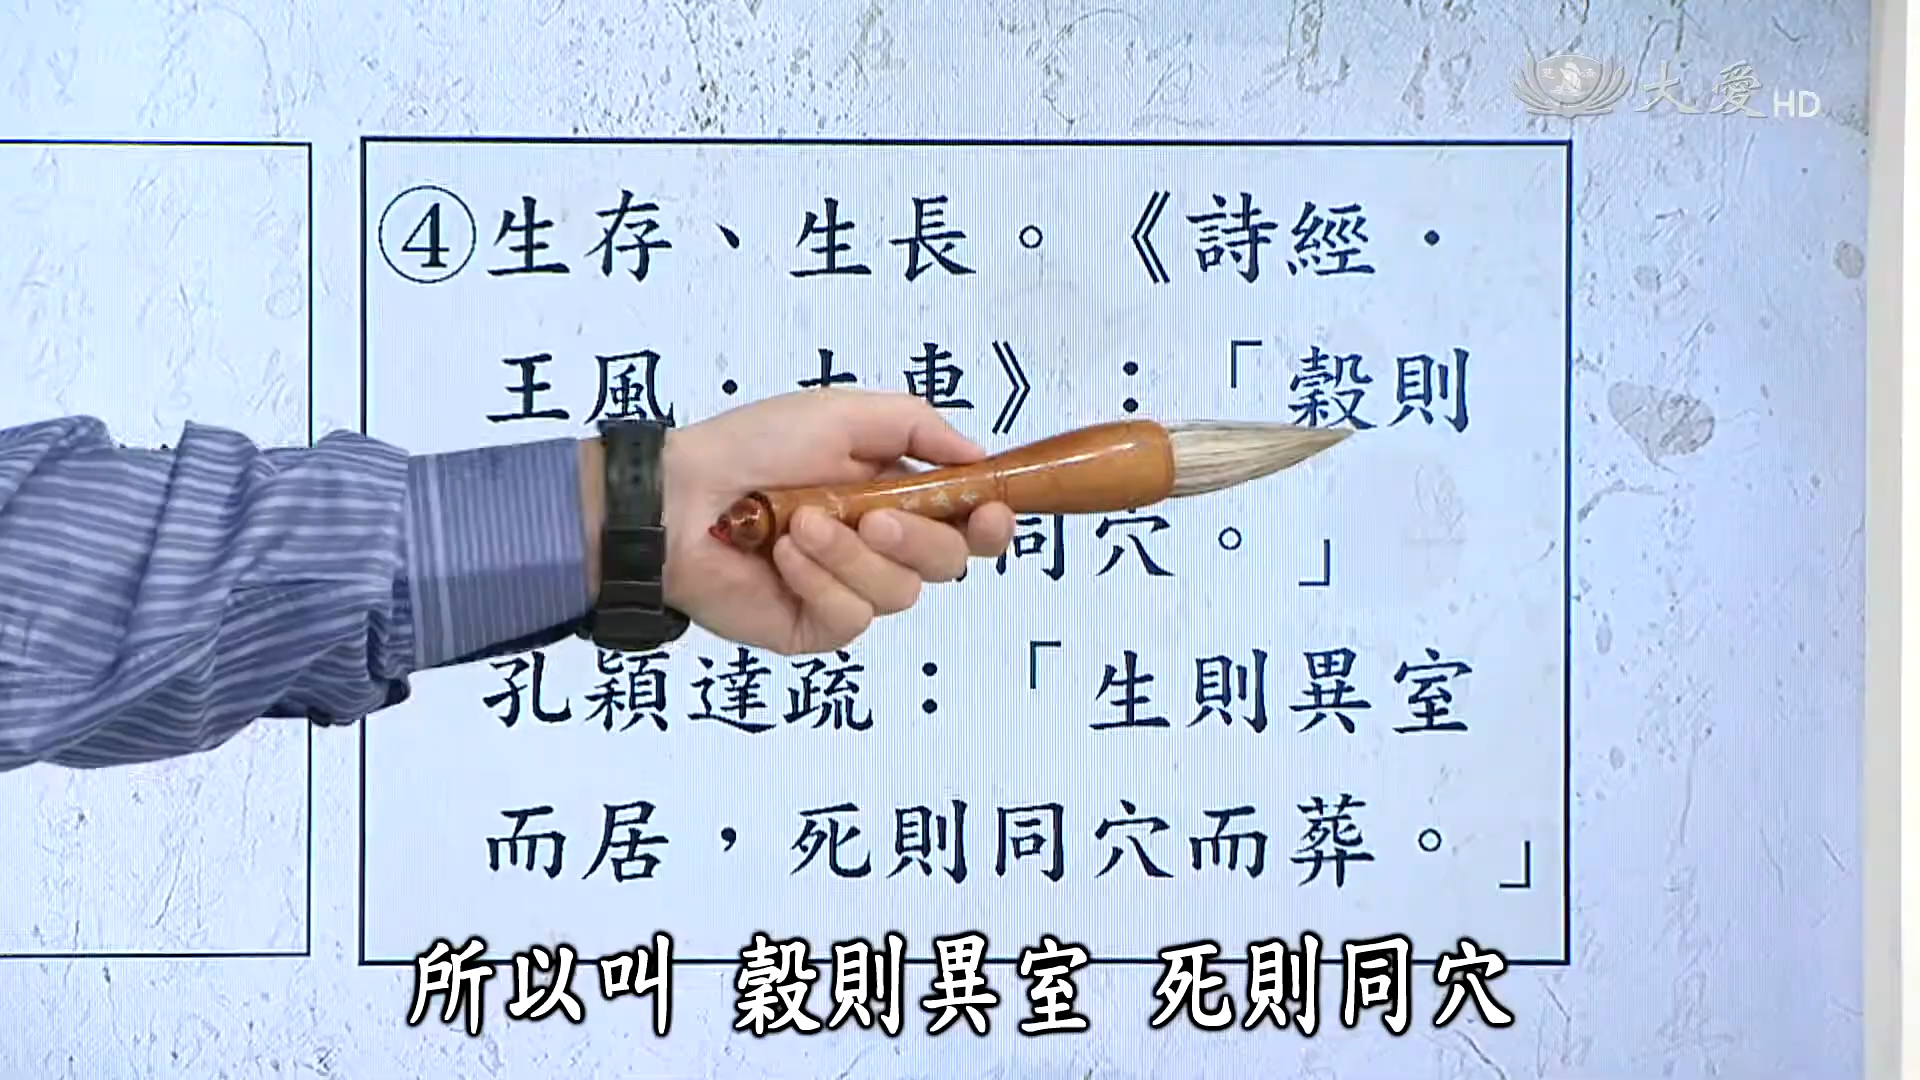 大愛 HD
④生存、生長。《詩經·
王風·大車》:「穀則
同穴。」
孔穎達疏:「生則異室
而居,死則同穴而葬。」
所以叫 穀則異室 死則同穴